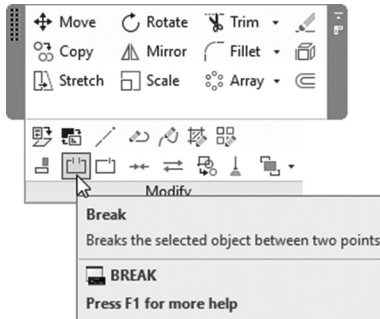 Move Rotate Trim
Copy Mirror Fillet
Stretch Scale Array
Modify
Break
Breaks the selected object between two points
BREAK
Press F1 for more help